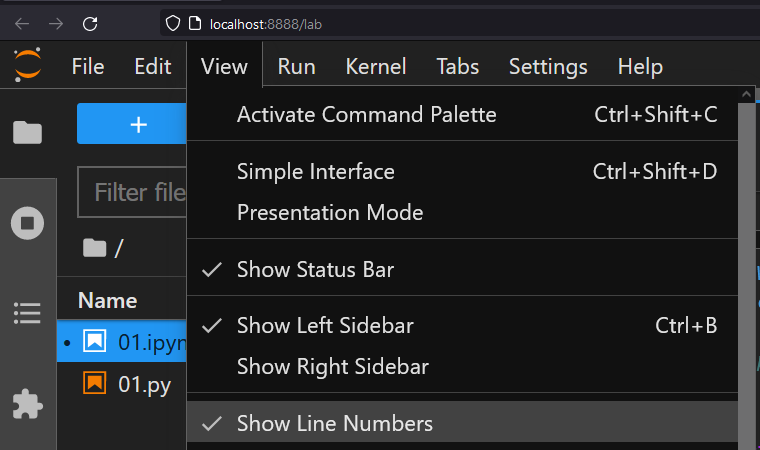 localhost:8888/lab
File Edit View Run Kernel Tabs Settings Help
Activate Command Palette Ctrl+Shift+C
+
Simple Interface Ctrl+Shift+D
Filter file
Presentation Mode
/
Show Status Bar
Name
Show Left Sidebar Ctrl+B
• 01.ipyn
Show Right Sidebar
01.py
Show Line Numbers